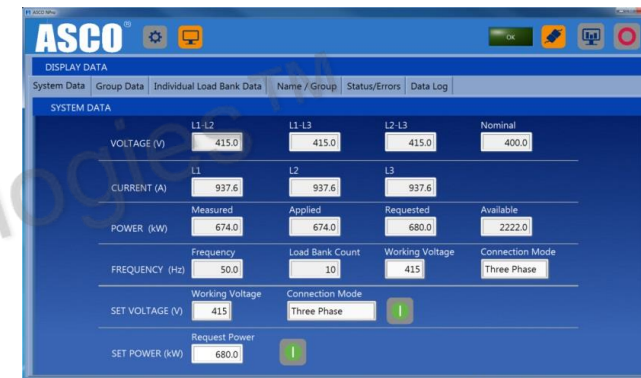 ASCO NPro
ASCO®
OK
DISPLAY DATA
System Data Group Data Individual Load Bank Data Name / Group Status/Errors Data Log
SYSTEM DATA
L1-L2 L1-L3 L2-L3 Nominal
VOLTAGE (V) 415.0 415.0 415.0 400.0
L1 L2 L3
CURRENT (A) 937.6 937.6 937.6
Measured Applied Requested Available
POWER (kW) 674.0 674.0 680.0 2222.0
Frequency Load Bank Count Working Voltage Connection Mode
FREQUENCY (Hz) 50.0 10 415 Three Phase
Working Voltage Connection Mode
SET VOLTAGE (V) 415 Three Phase
Request Power
SET POWER (kW) 680.0
ologies TM